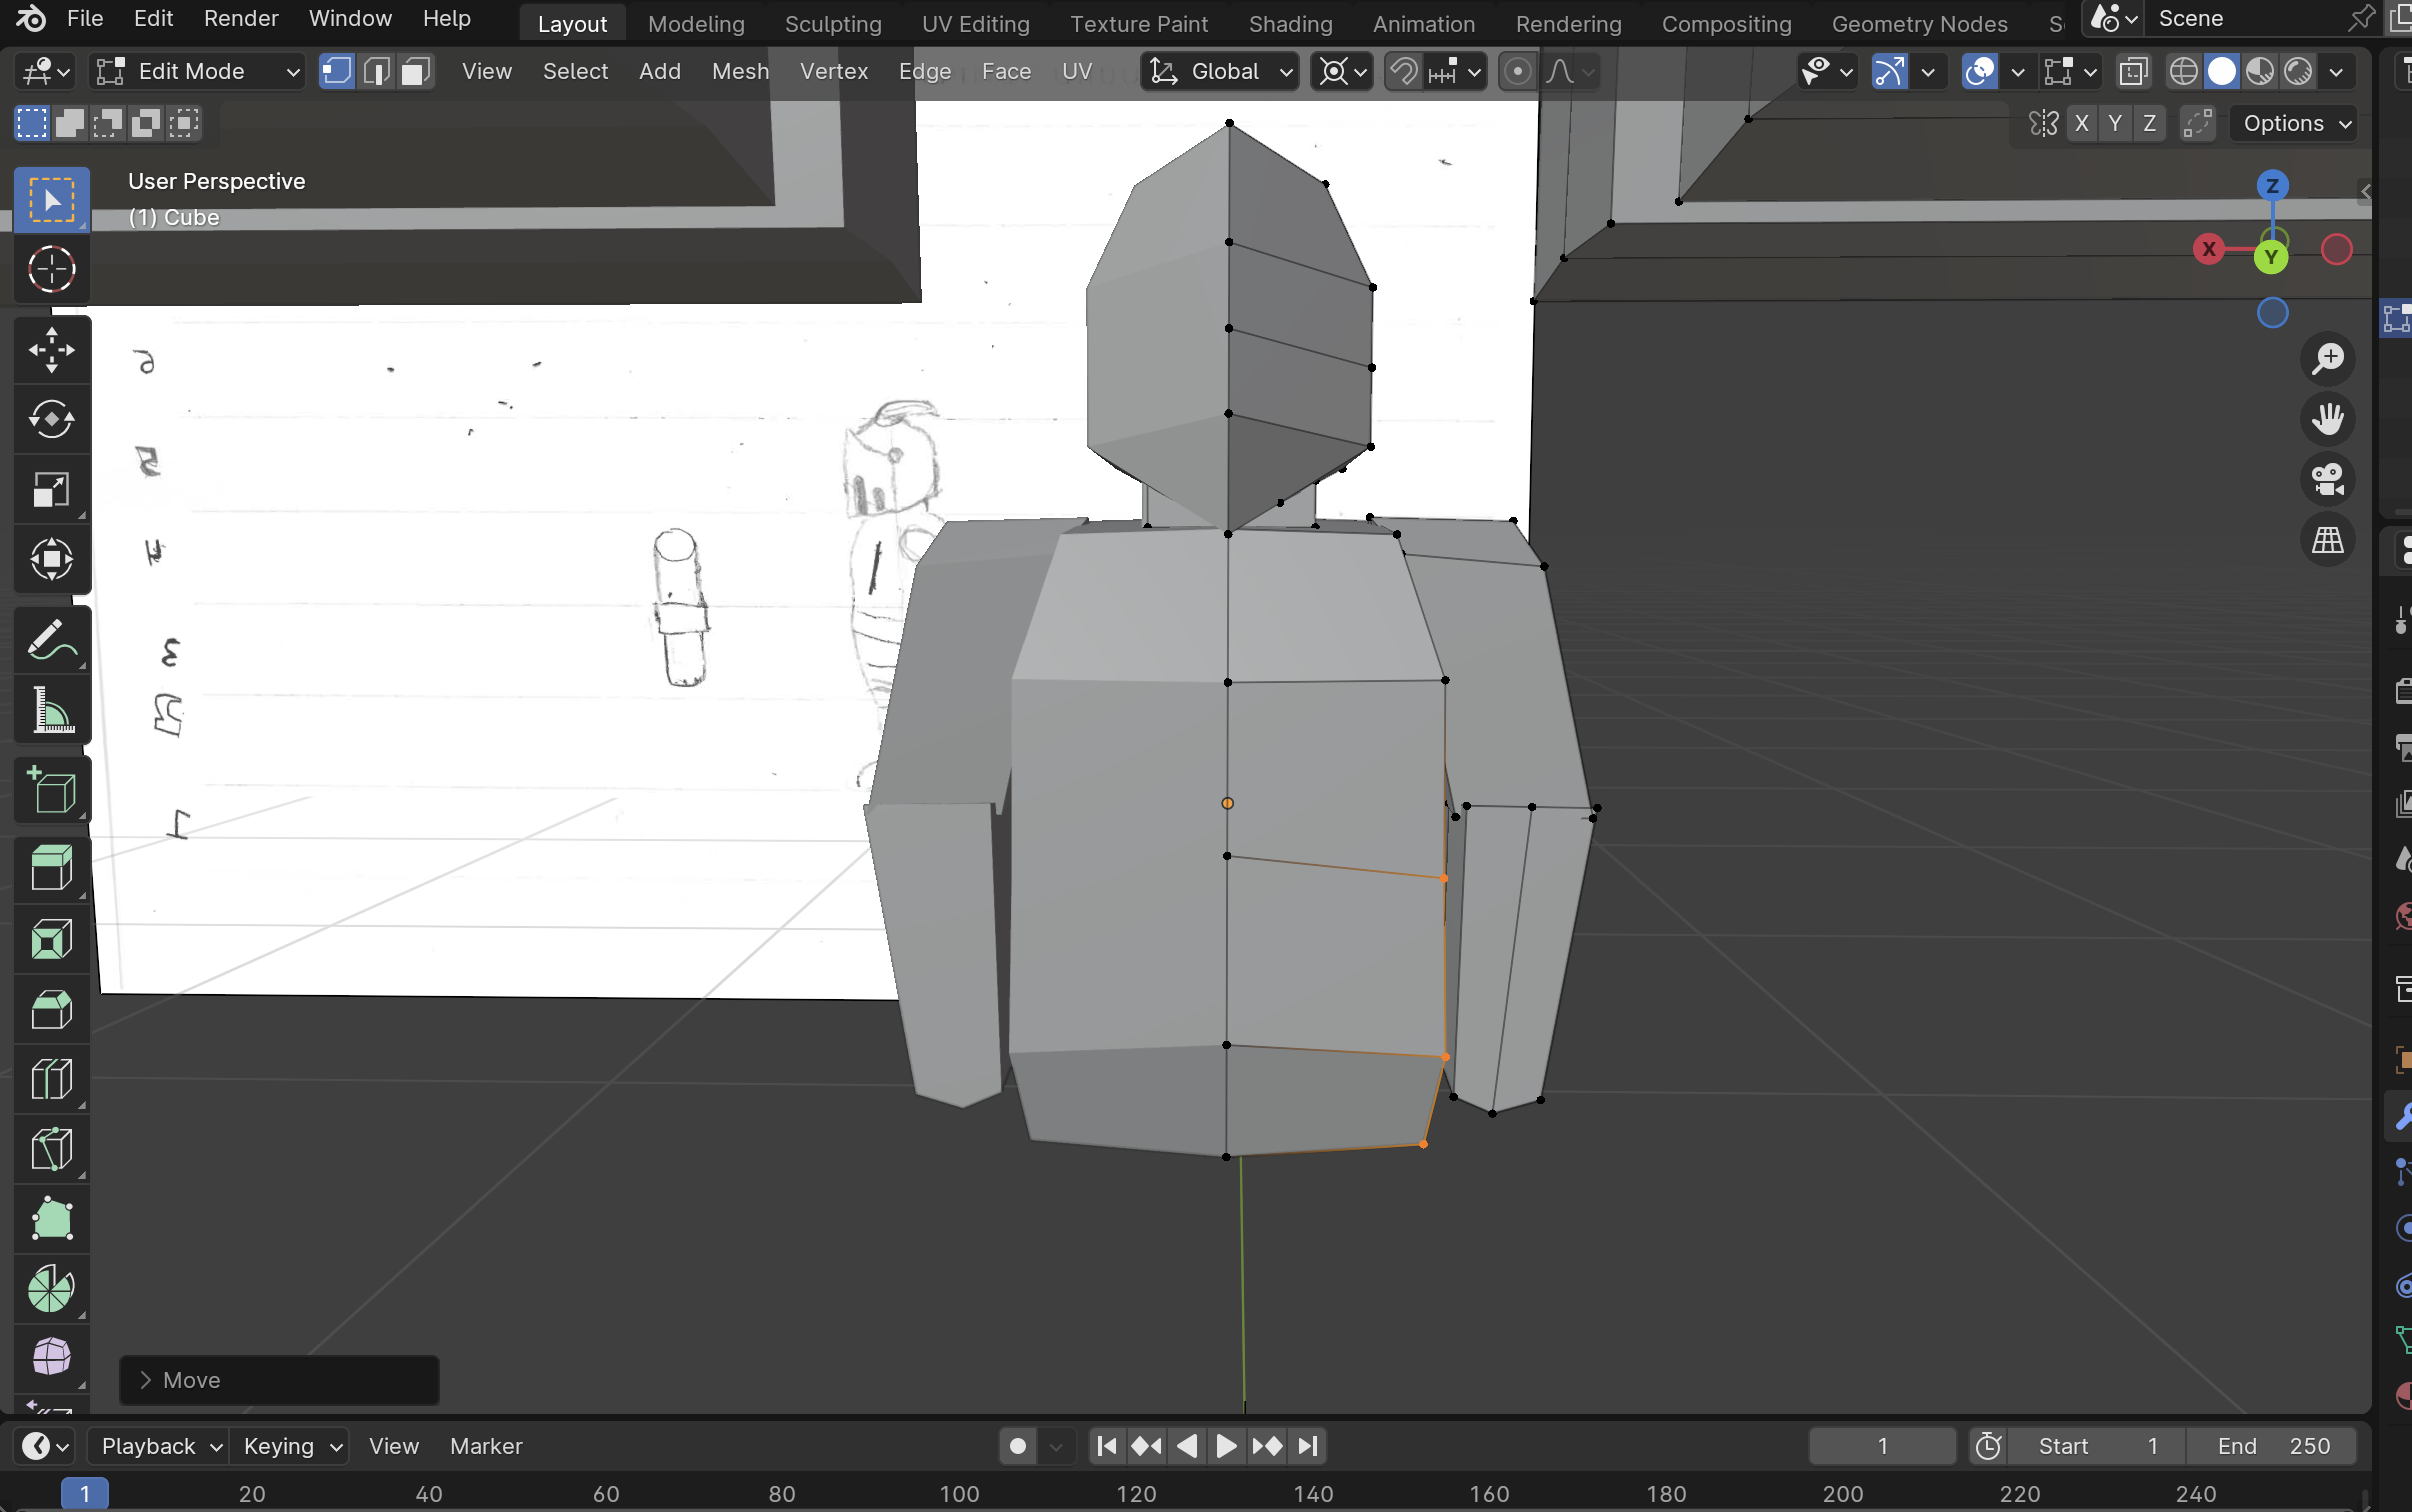 File Edit Render Window Help Layout Modeling Sculpting UV Editing Texture Paint Shading Animation Rendering Compositing Geometry Nodes Scene
Edit Mode View Select Add Mesh Vertex Edge Face UV Global
X Y Z Options
User Perspective
(1) Cube
Z
X
Y
Move
Playback Keying View Marker 1 Start 1 End 250
1 20 40 60 80 100 120 140 160 180 200 220 240